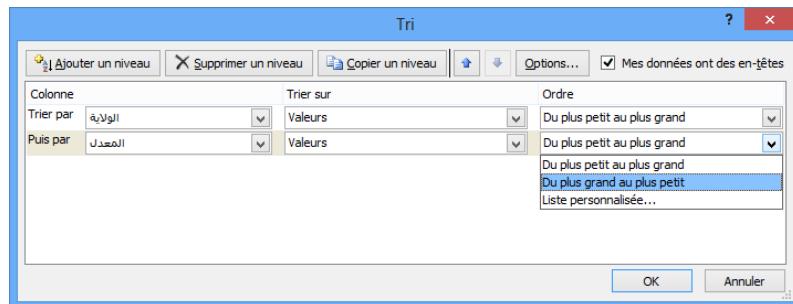 Tri
? ×
Ajouter un niveau Supprimer un niveau Copier un niveau Options... Mes données ont des en-têtes
Colonne Trier sur Ordre
Trier par الولاية Valeurs Du plus petit au plus grand
Puis par المعدل Valeurs Du plus petit au plus grand
Du plus petit au plus grand
Du plus grand au plus petit
Liste personnalisée...
OK Annuler